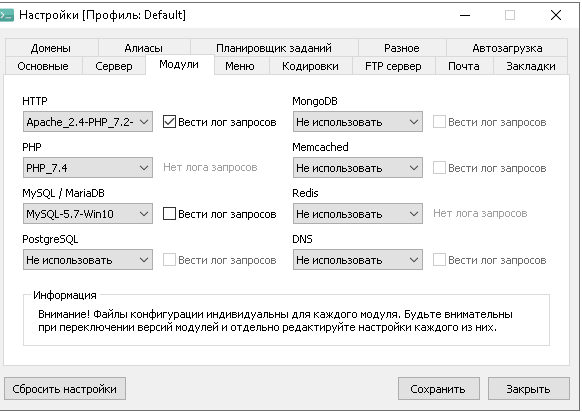 Настройки [Профиль: Default]
Домены Алиасы Планировщик заданий Разное Автозагрузка
Основные Сервер Модули Меню Кодировки FTP сервер Почта Закладки
HTTP MongoDB
Apache_2.4-PHP_7.2- Вести лог запросов Не использовать Вести лог запросов
PHP Memcached
PHP_7.4 Нет лога запросов Не использовать Вести лог запросов
MySQL / MariaDB Redis
MySQL-5.7-Win10 Вести лог запросов Не использовать Нет лога запросов
PostgreSQL DNS
Не использовать Вести лог запросов Не использовать Вести лог запросов
Информация
Внимание! Файлы конфигурации индивидуальны для каждого модуля. Будьте внимательны
при переключении версий модулей и отдельно редактируйте настройки каждого из них.
Сбросить настройки Сохранить Закрыть